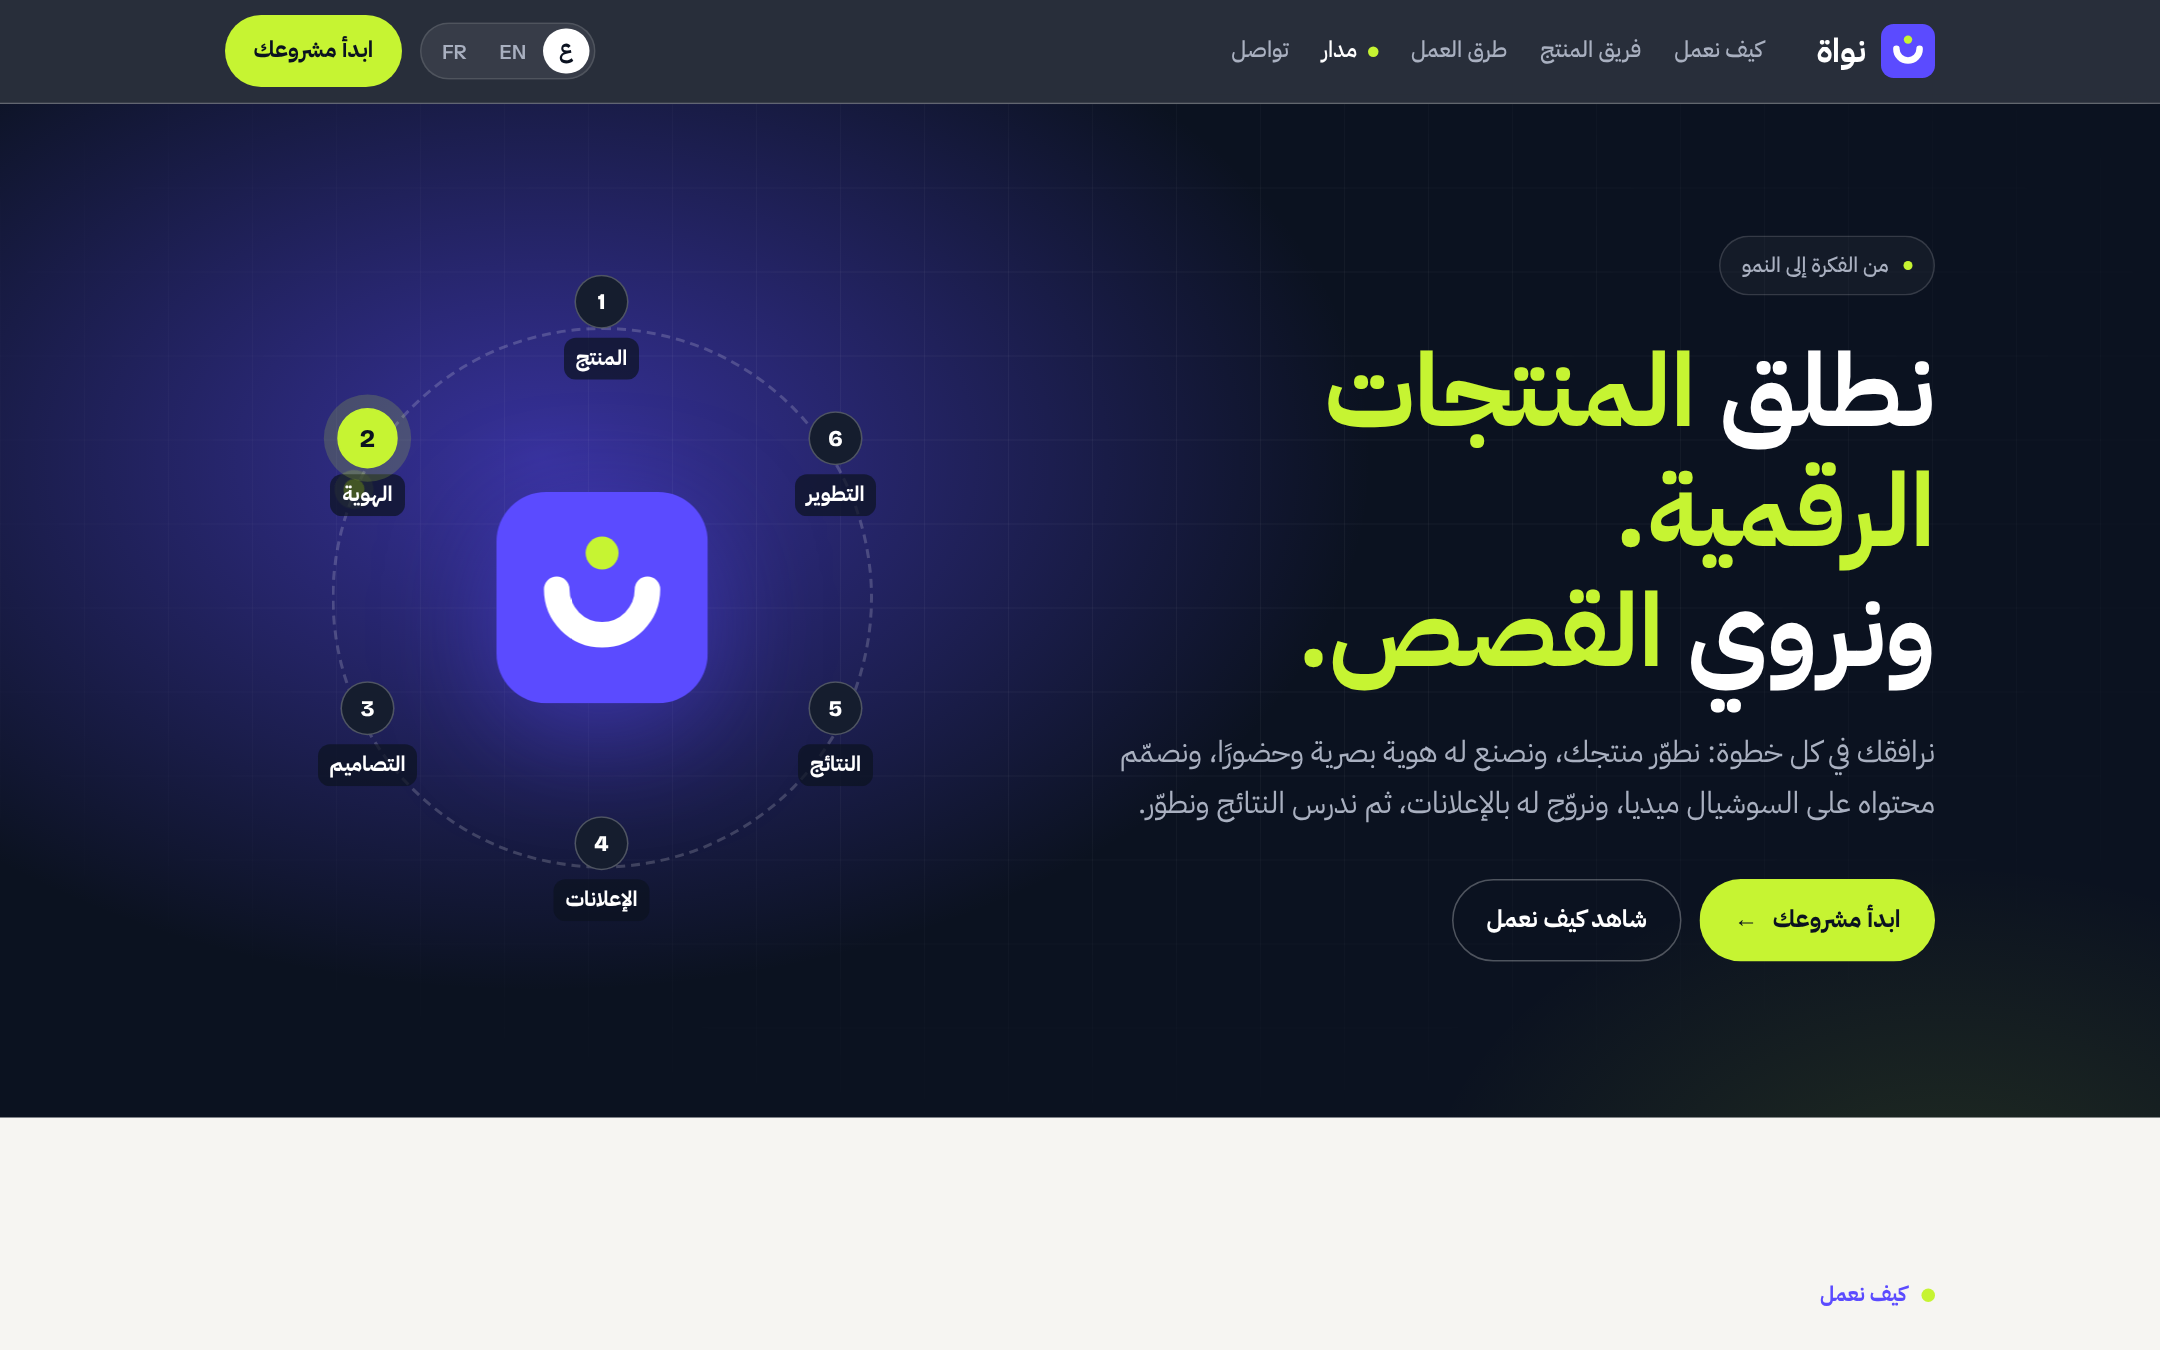 نواة
كيف نعمل
فريق المنتج
طرق العمل
مدار
تواصل
ع
EN
FR
ابدأ مشروعك
من الفكرة إلى النمو
نطلق المنتجات
الرقمية.
ونروي القصص.
نرافقك في كل خطوة: نطوّر منتجك، ونصنع له هوية بصرية وحضورًا، ونصمّم
محتواه على السوشيال ميديا، ونروّج له بالإعلانات، ثم ندرس النتائج ونطوّر.
ابدأ مشروعك ←
شاهد كيف نعمل
1
المنتج
2
الهوية
3
التصاميم
4
الإعلانات
5
النتائج
6
التطوير
كيف نعمل